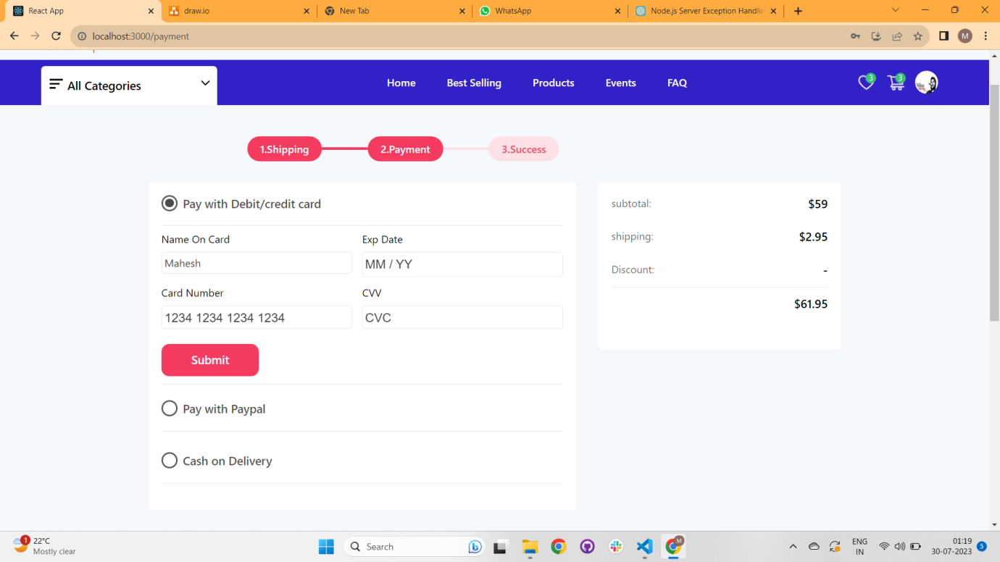 React App
draw.io
New Tab
WhatsApp
Node.js Server Exception Handlin
localhost:3000/payment
M
All Categories
Home
Best Selling
Products
Events
FAQ
3
3
1.Shipping
2.Payment
3.Success
Pay with Debit/credit card
Name On Card
Exp Date
Mahesh
MM / YY
Card Number
CVV
1234 1234 1234 1234
CVC
Submit
Pay with Paypal
Cash on Delivery
subtotal:
$59
shipping:
$2.95
Discount:
-
$61.95
1
22°C
Mostly clear
Search
M
ENG
IN
01:19
30-07-2023
5